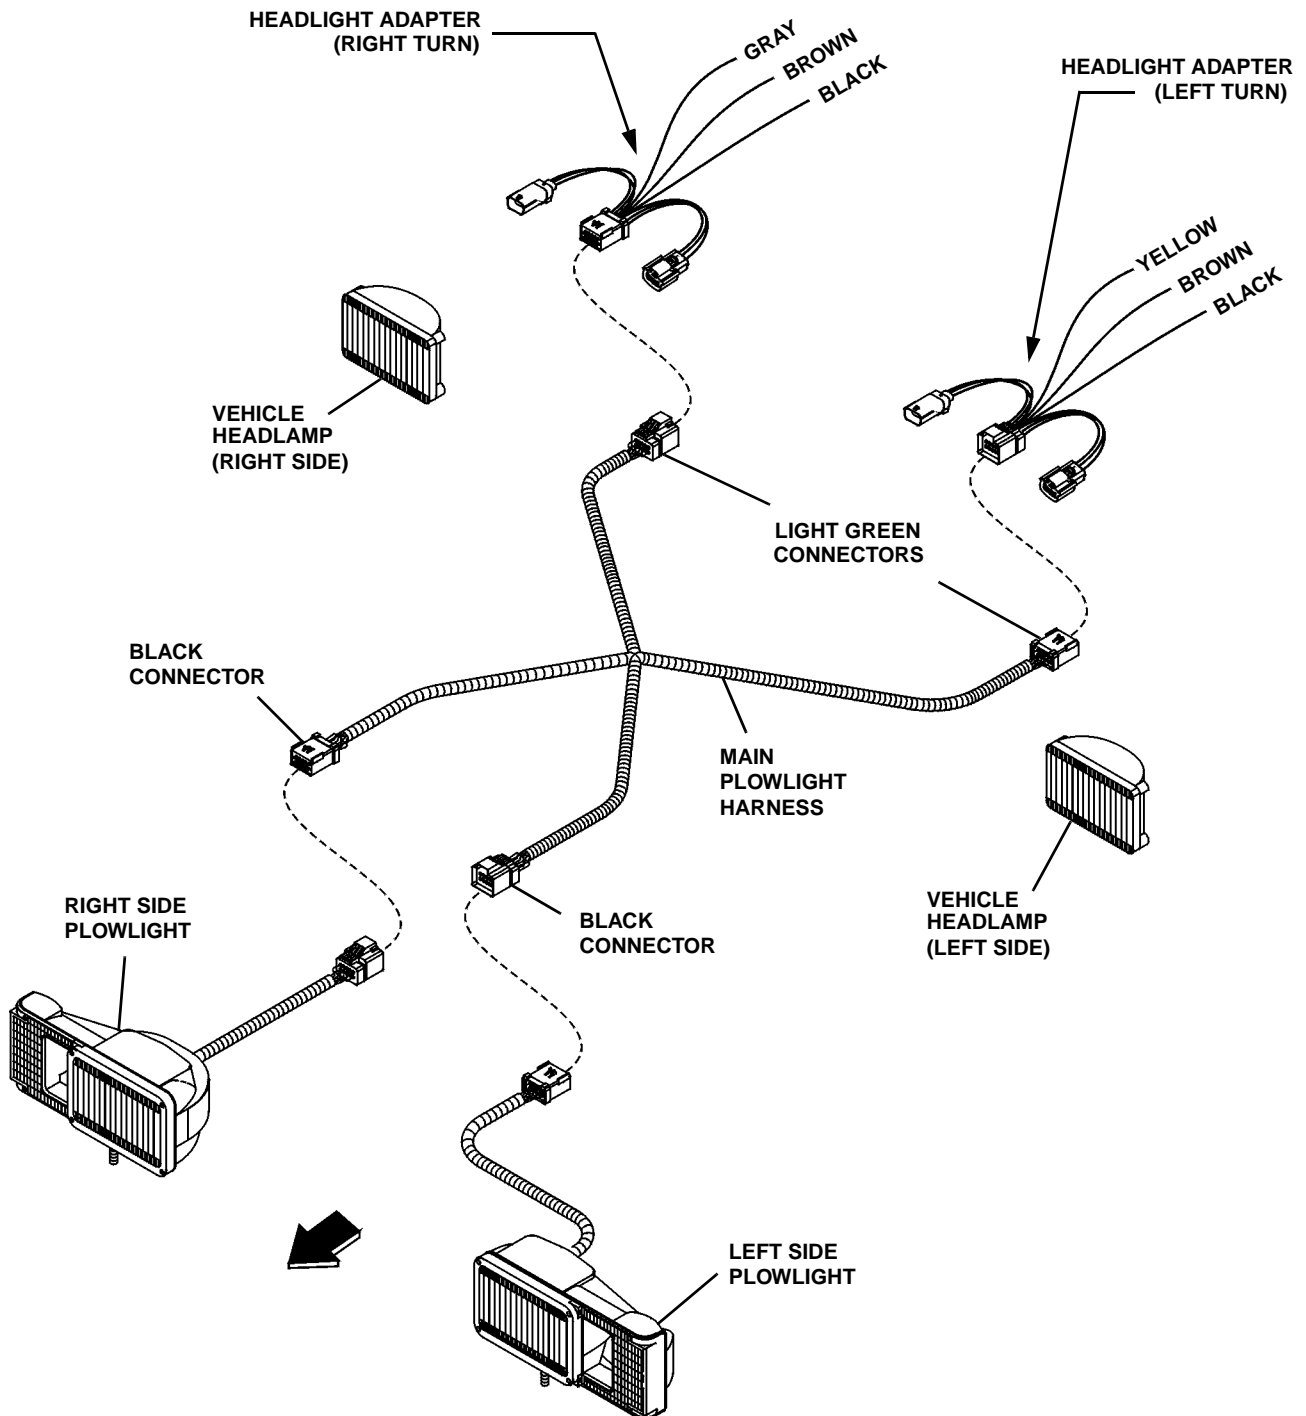 HEADLIGHT ADAPTER
(RIGHT TURN)
GRAY
BROWN
BLACK
HEADLIGHT ADAPTER
(LEFT TURN)
YELLOW
BROWN
BLACK
VEHICLE
HEADLAMP
(RIGHT SIDE)
LIGHT GREEN
CONNECTORS
BLACK
CONNECTOR
MAIN
PLOWLIGHT
HARNESS
VEHICLE
HEADLAMP
(LEFT SIDE)
RIGHT SIDE
PLOWLIGHT
BLACK
CONNECTOR
LEFT SIDE
PLOWLIGHT